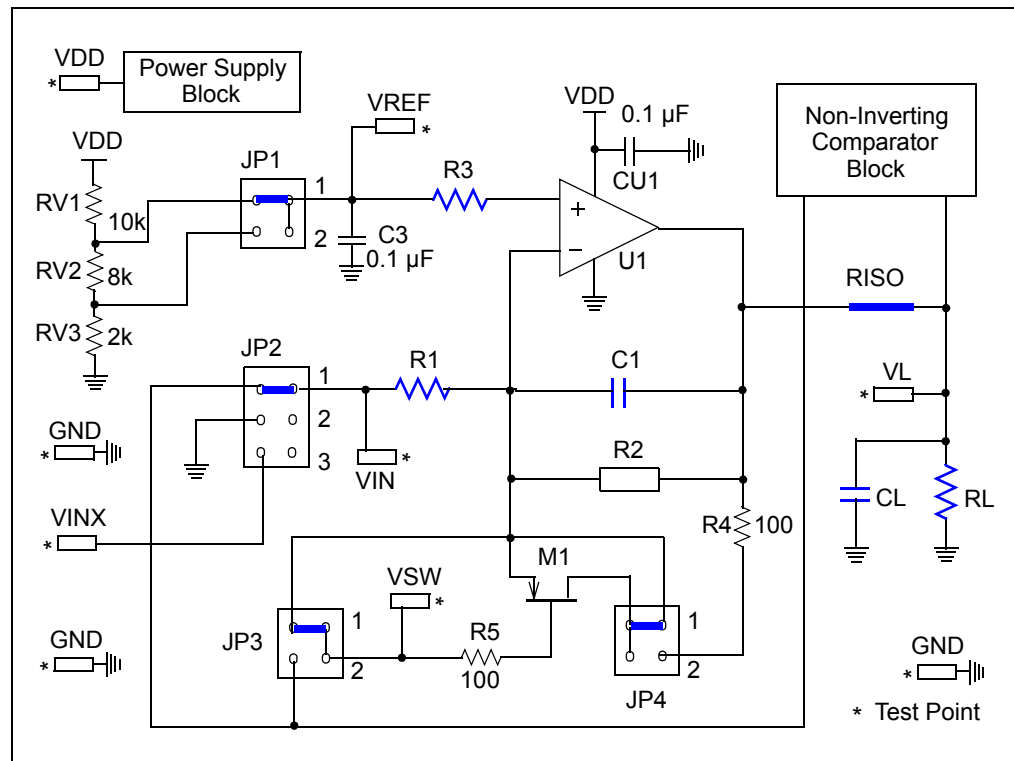 VDD
*
Power Supply
Block
VREF
*
VDD
0.1 µF
CU1
Non-Inverting
Comparator
Block
VDD
RV1
10k
RV2
8k
RV3
2k
JP1
1
2
C3
0.1 µF
R3
+
−
U1
RISO
JP2
1
2
3
R1
C1
VL
*
GND
*
VIN
*
R2
CL
RL
VINX
*
R4
100
M1
VSW
*
JP3
1
2
R5
100
1
2
JP4
GND
*
GND
*
* Test Point